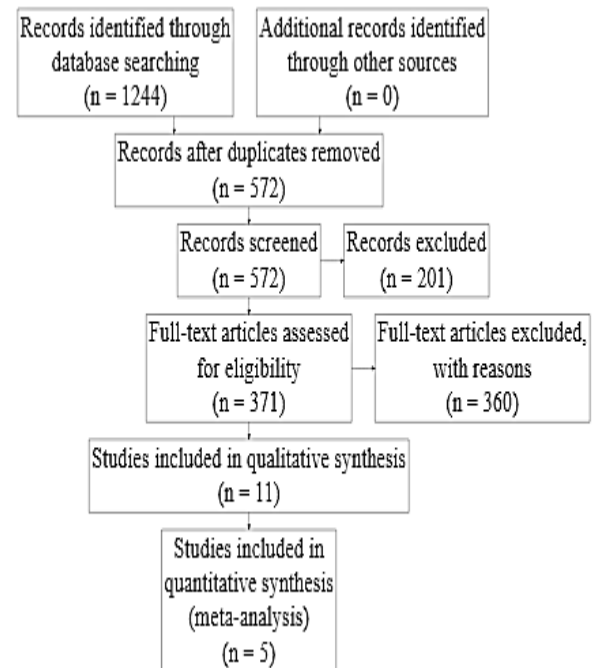 Records identified through
database searching
(n = 1244)
Additional records identified
through other sources
(n = 0)
Records after duplicates removed
(n = 572)
Records screened
(n = 572)
Records excluded
(n = 201)
Full-text articles assessed
for eligibility
(n = 371)
Full-text articles excluded,
with reasons
(n = 360)
Studies included in qualitative synthesis
(n = 11)
Studies included in
quantitative synthesis
(meta-analysis)
(n = 5)